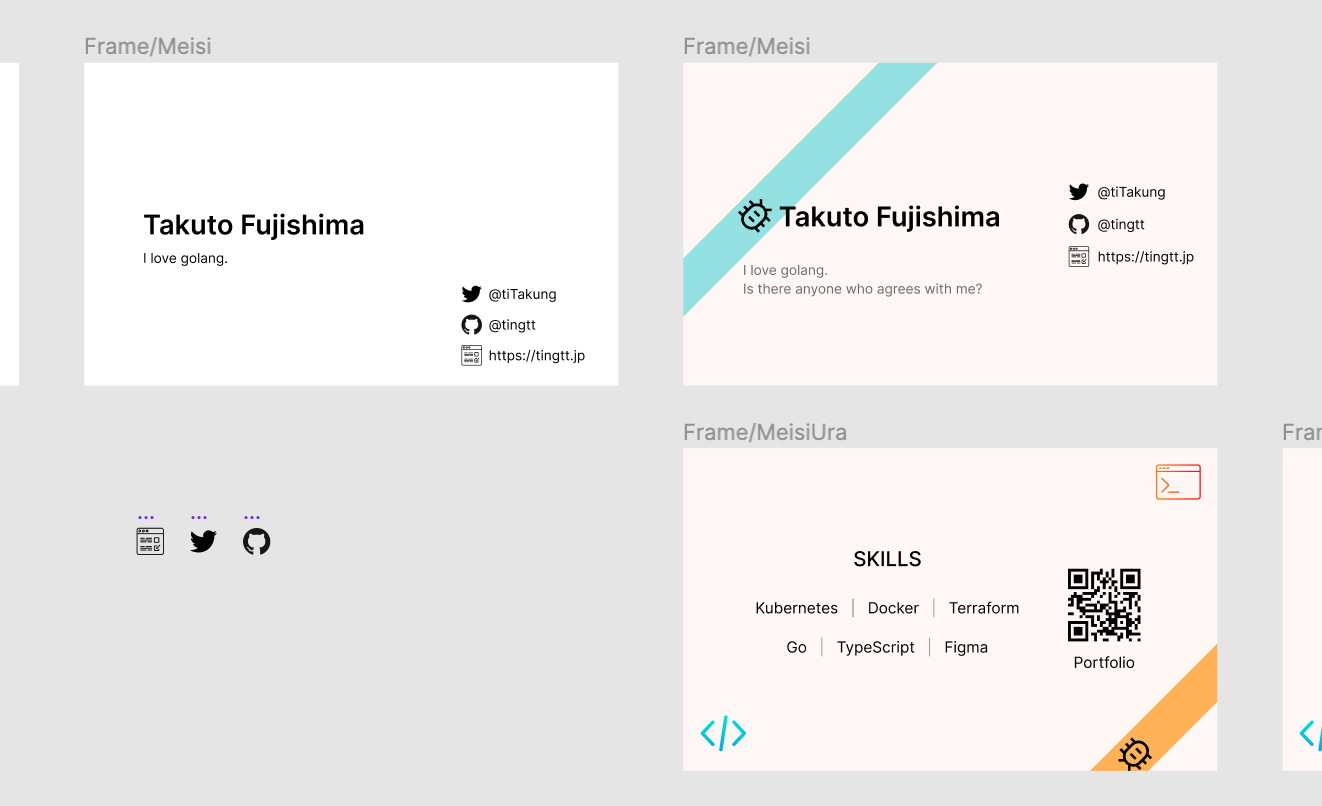 Frame/Meisi
Takuto Fujishima
I love golang.
@tiTakung
@tingtt
https://tingtt.jp
Frame/Meisi
Takuto Fujishima
I love golang.
Is there anyone who agrees with me?
@tiTakung
@tingtt
https://tingtt.jp
Frame/MeisiUra
SKILLS
Kubernetes | Docker | Terraform
Go | TypeScript | Figma
Portfolio